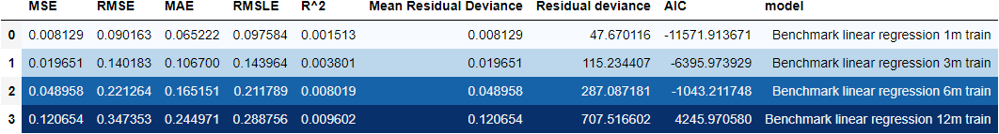 MSE RMSE MAE RMSLE R^2 Mean Residual Deviance Residual deviance AIC model
0 0.008129 0.090163 0.065222 0.097584 0.001513 0.008129 47.670116 -11571.913671 Benchmark linear regression 1m train
1 0.019651 0.140183 0.106700 0.143964 0.003801 0.019651 115.234407 -6395.973929 Benchmark linear regression 3m train
2 0.048958 0.221264 0.165151 0.211789 0.008019 0.048958 287.087181 -1043.211748 Benchmark linear regression 6m train
3 0.120654 0.347353 0.244971 0.288756 0.009602 0.120654 707.516602 4245.970580 Benchmark linear regression 12m train